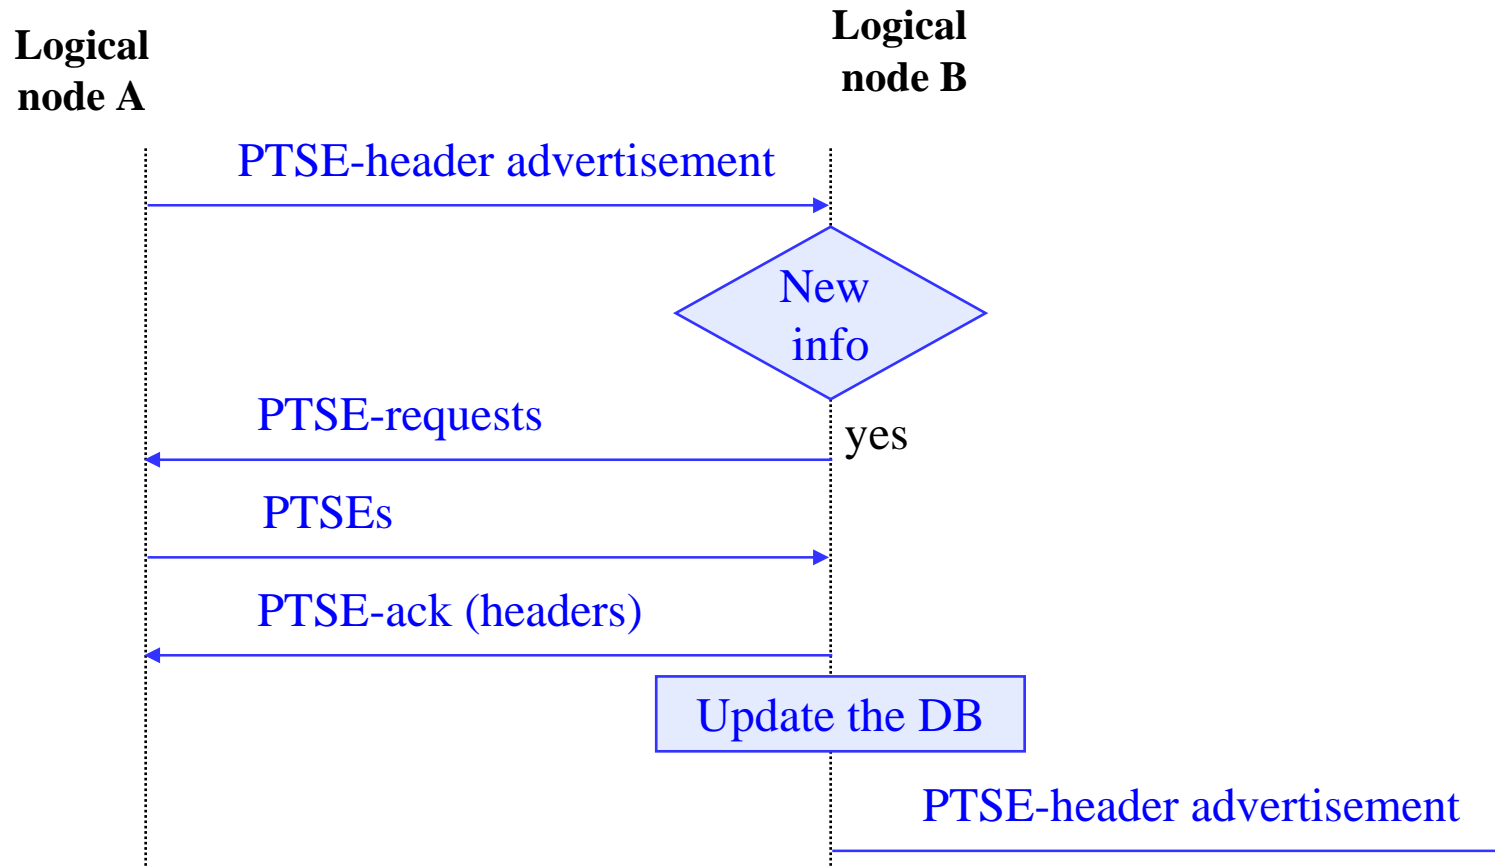 Logical
node A
Logical
node B
PTSE-header advertisement
New
info
PTSE-requests
yes
PTSEs
PTSE-ack (headers)
Update the DB
PTSE-header advertisement